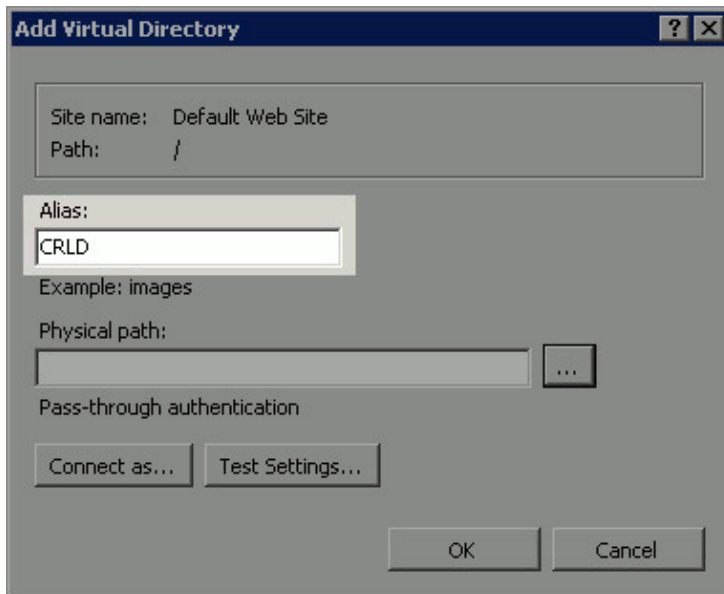 Add Virtual Directory
Site name: Default Web Site
Path: /
Alias:
CRLD
Example: images
Physical path:
...
Pass-through authentication
Connect as... Test Settings...
OK Cancel